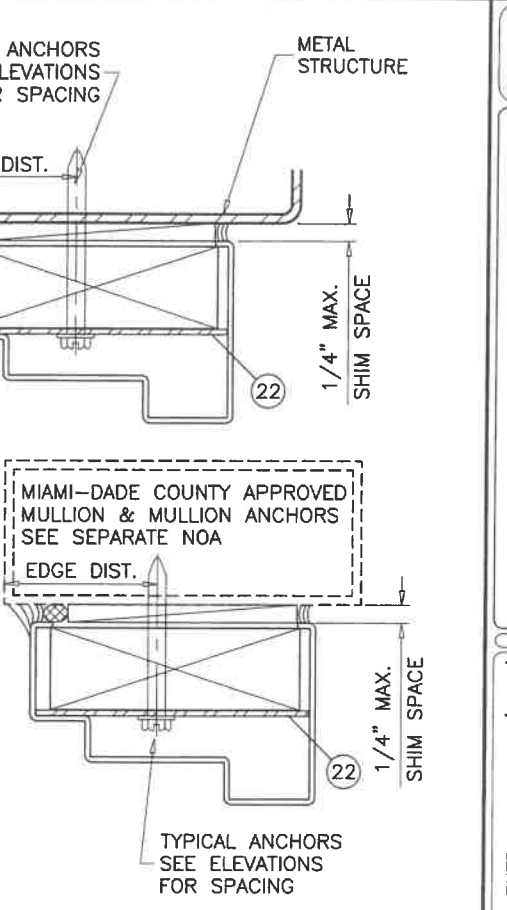 ANCHORS
ELEVATIONS
SPACING
METAL
STRUCTURE
DIST.
1/4" MAX.
SHIM SPACE
22
MIAMI-DADE COUNTY APPROVED
MULLION & MULLION ANCHORS
SEE SEPARATE NOA
EDGE DIST.
1/4" MAX.
SHIM SPACE
22
TYPICAL ANCHORS
SEE ELEVATIONS
FOR SPACING